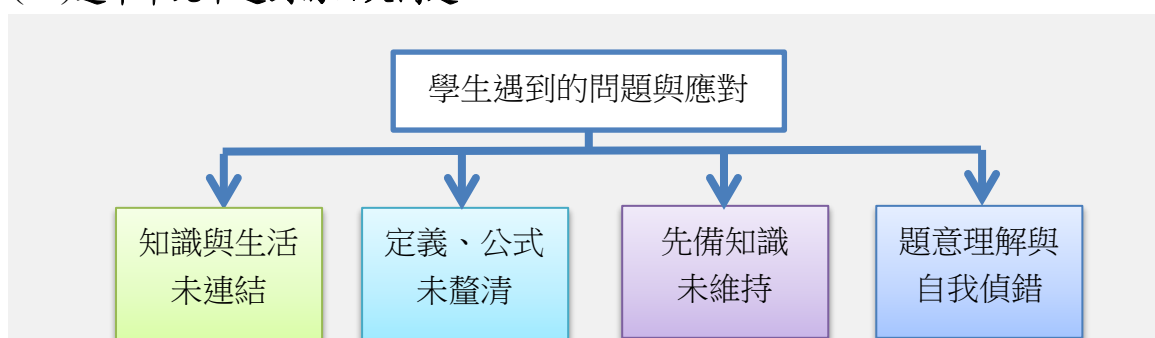 學生遇到的問題與應對
知識與生活
未連結
定義、公式
未釐清
先備知識
未維持
題意理解與
自我偵錯